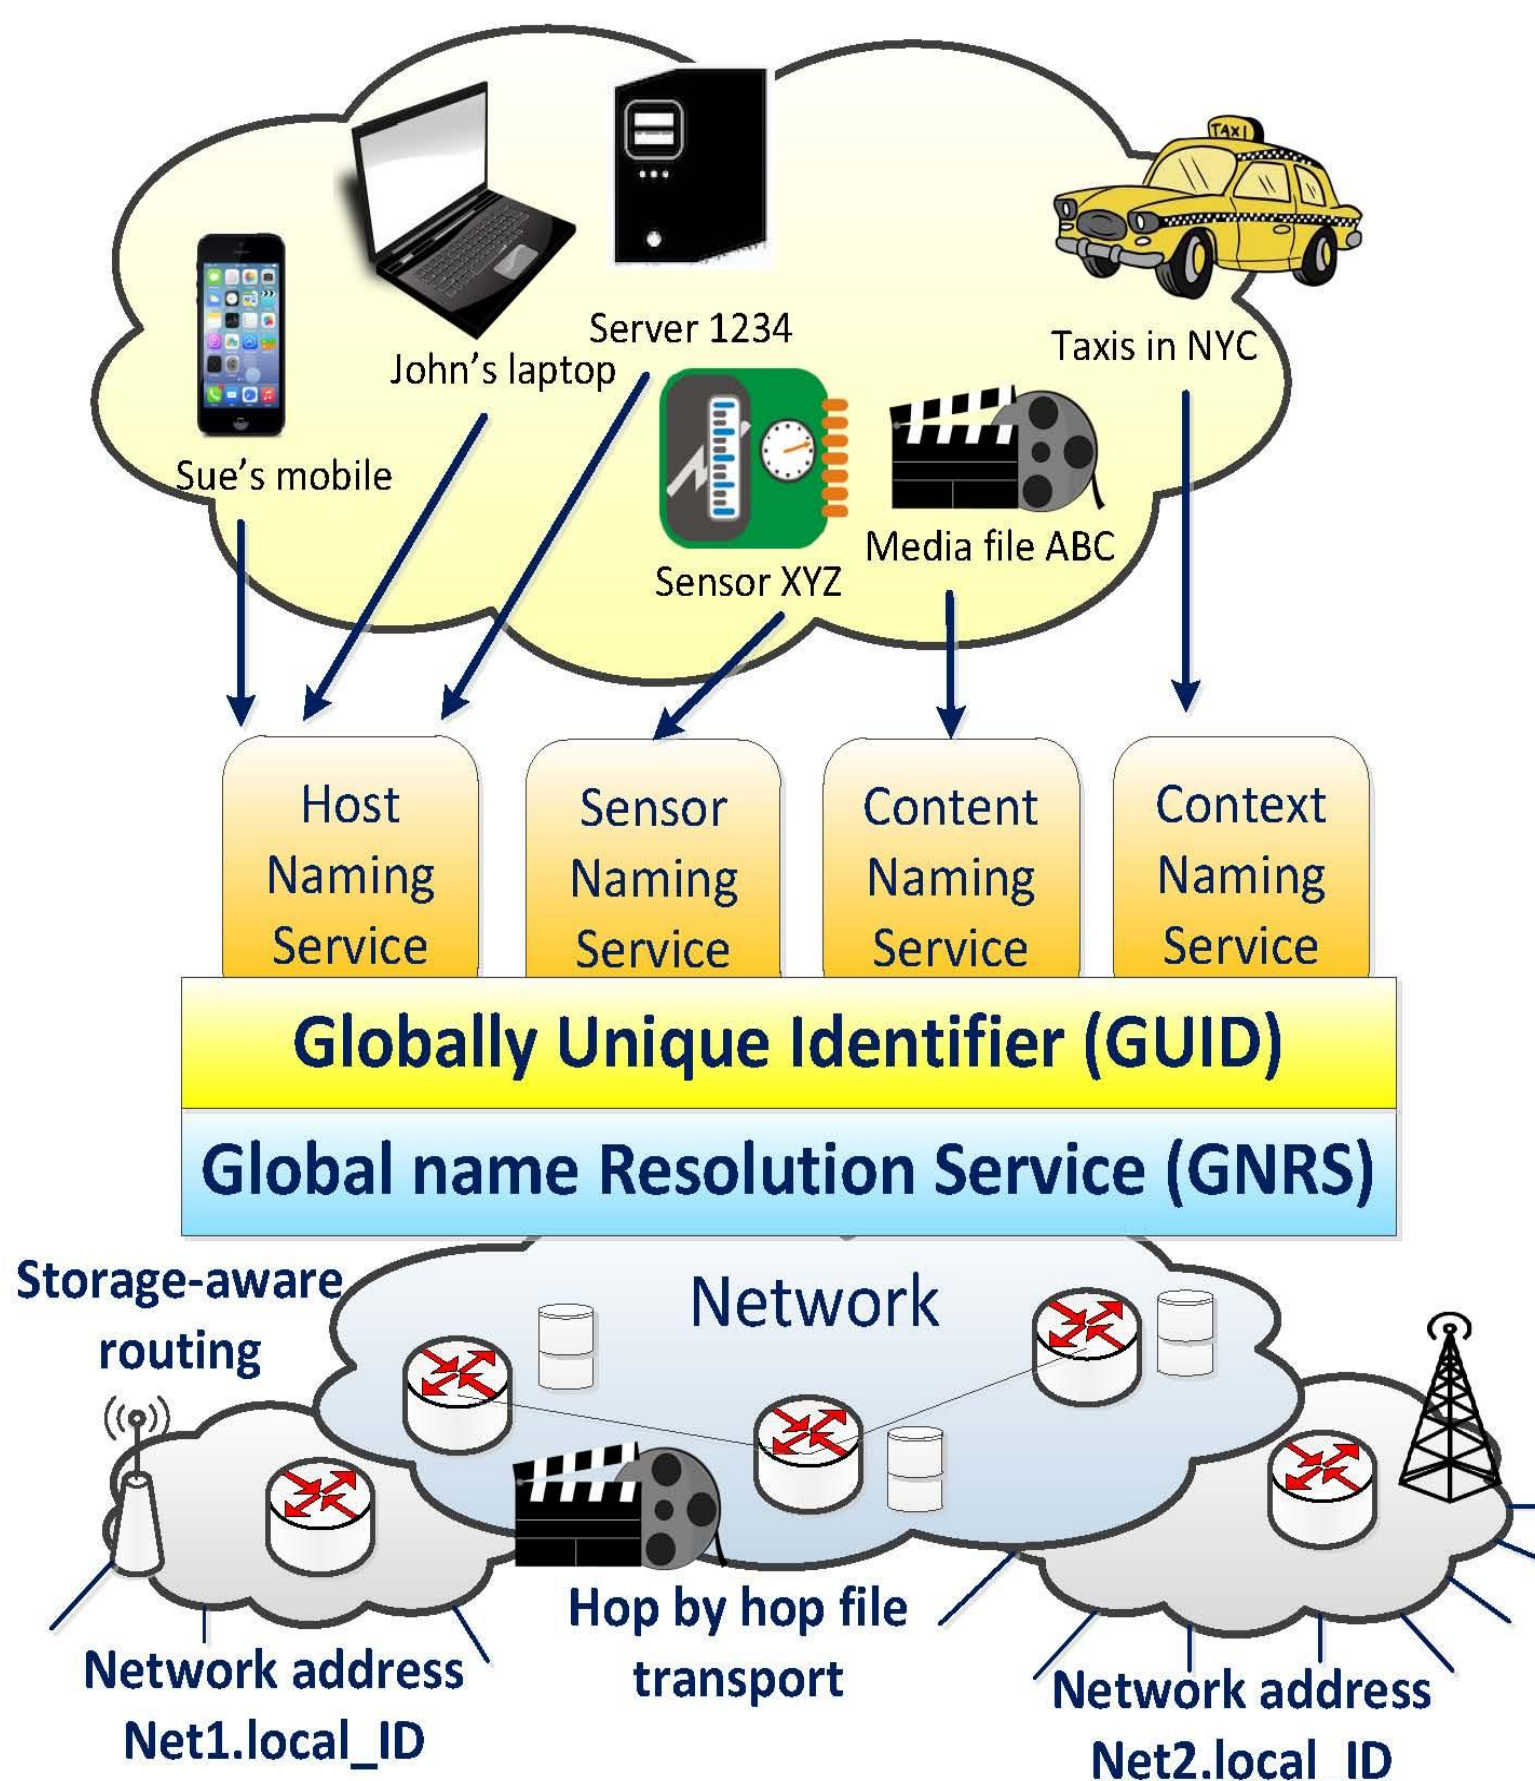 TAXI
Server 1234
Taxis in NYC
John's laptop
Sue's mobile
Media file ABC
Sensor XYZ
Host
Naming
Service
Sensor
Naming
Service
Content
Naming
Service
Context
Naming
Service
Globally Unique Identifier (GUID)
Global name Resolution Service (GNRS)
Storage-aware
routing
Network
Hop by hop file
transport
Network address
Net1.local_ID
Network address
Net2.local_ID